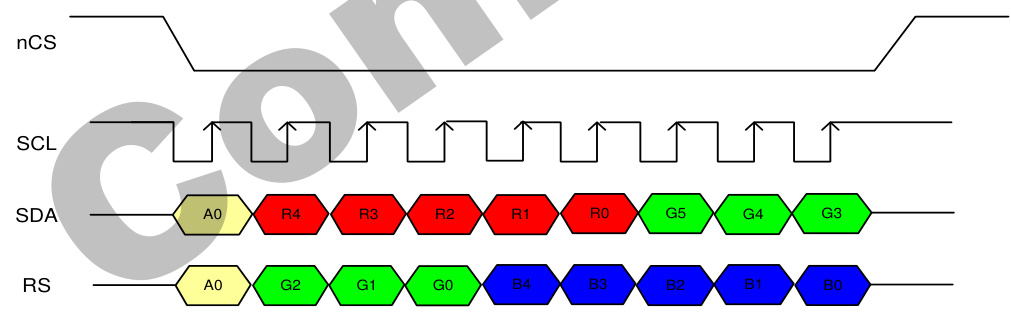 nCS
SCL
SDA A0 R4 R3 R2 R1 R0 G5 G4 G3
RS A0 G2 G1 G0 B4 B3 B2 B1 B0
Con